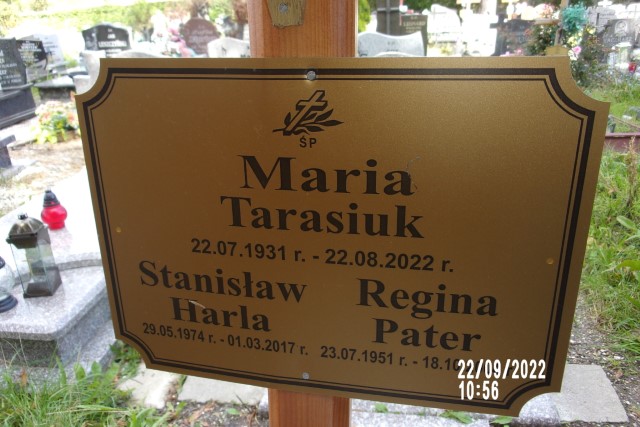 ŚP
Maria
Tarasiuk
22.07.1931 r. - 22.08.2022 r.
Stanisław
Harla
29.05.1974 r. - 01.03.2017 r.
Regina
Pater
23.07.1951 r. - 18.10
22/09/2022
10:56